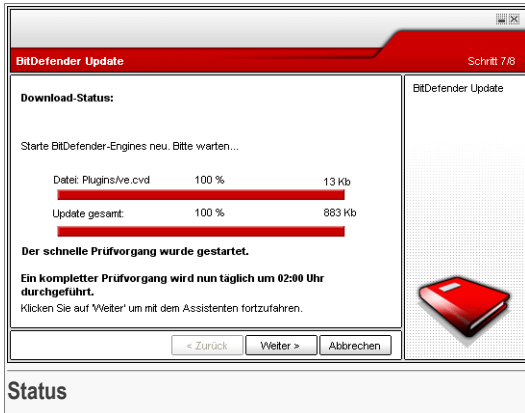 BitDefender Update
Schritt 7/8
Download-Status:
Starte BitDefender-Engines neu. Bitte warten...
Datei: Plugins/ve.cvd 100 % 13 Kb
Update gesamt: 100 % 883 Kb
Der schnelle Prüfvorgang wurde gestartet.
Ein kompletter Prüfvorgang wird nun täglich um 02:00 Uhr
durchgeführt.
Klicken Sie auf 'Weiter' um mit dem Assistenten fortzufahren.
BitDefender Update
< Zurück
Weiter >
Abbrechen
Status